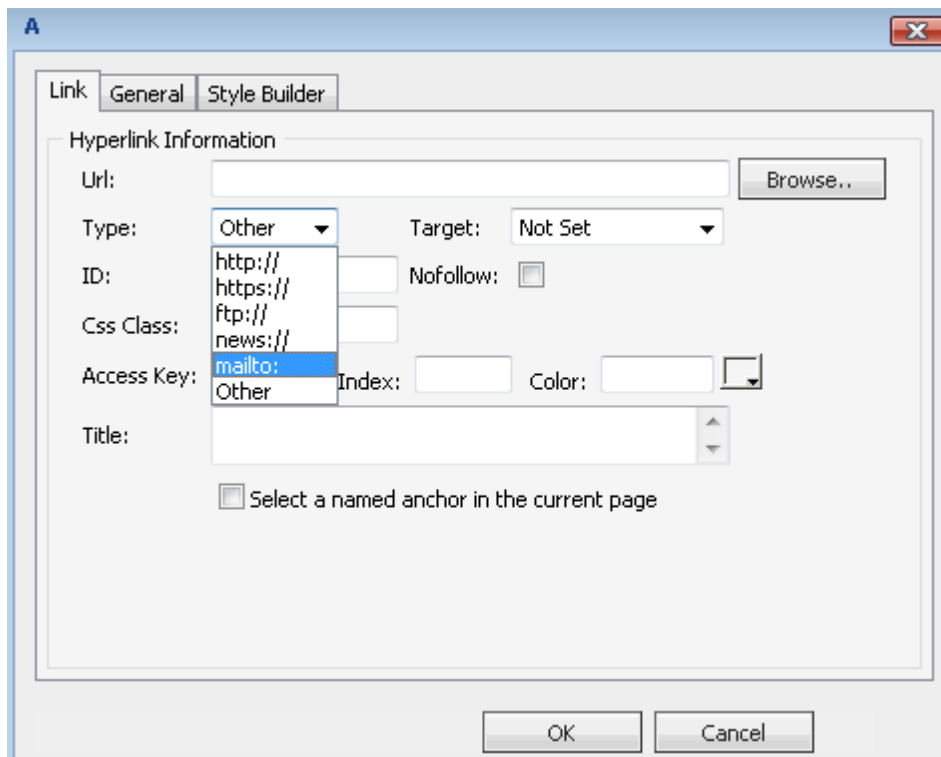 A
Link General Style Builder
Hyperlink Information
Url: Browse..
Type: Other Target: Not Set
http://
ID: Nofollow:
https://
ftp://
Css Class:
news://
mailto:
Access Key: Index: Color:
Other
Title:
Select a named anchor in the current page
OK Cancel